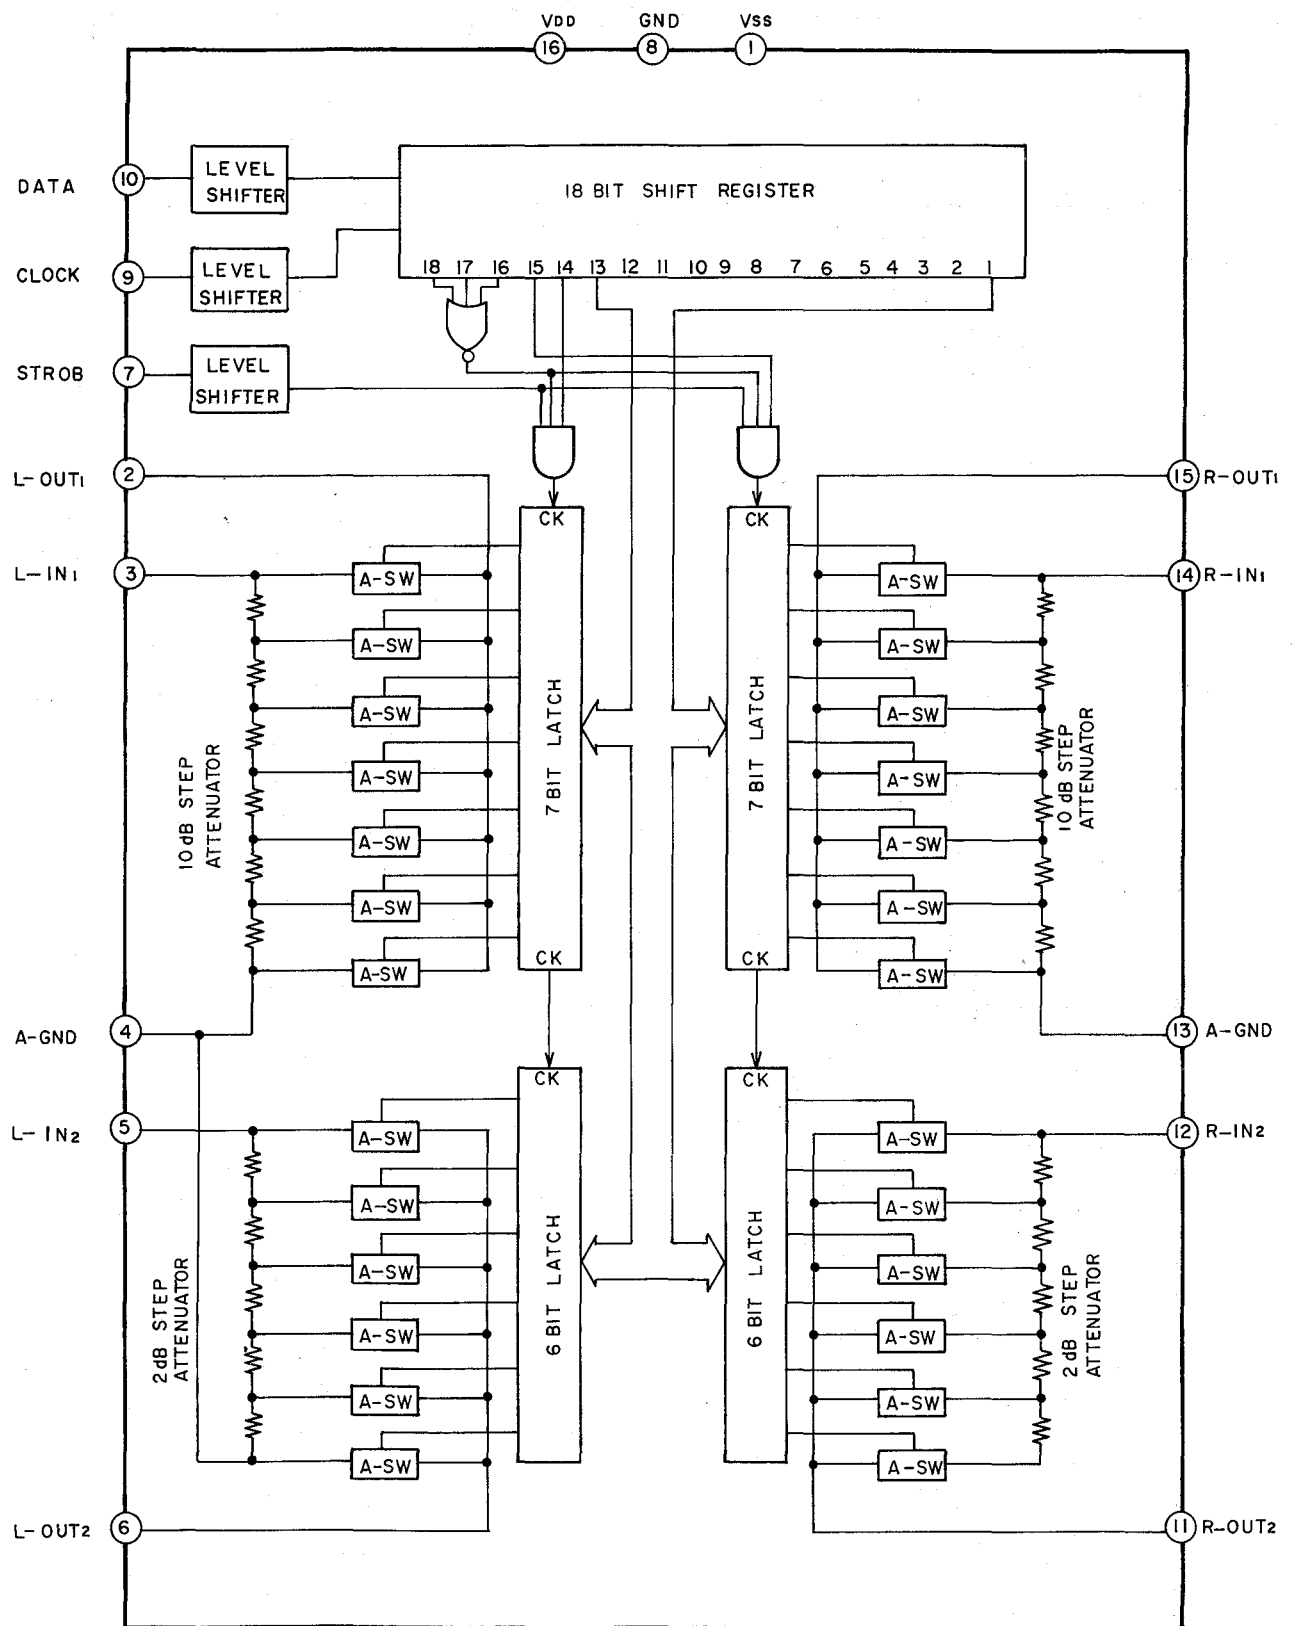 VDD GND VSS
16 8 1
DATA 10 LEVEL SHIFTER
18 BIT SHIFT REGISTER
CLOCK 9 LEVEL SHIFTER
18 17 16 15 14 13 12 11 10 9 8 7 6 5 4 3 2 1
STROB 7 LEVEL SHIFTER
L-OUT1 2
15 R-OUT1
CK CK
L-IN1 3
14 R-IN1
A-SW A-SW
A-SW A-SW
A-SW A-SW
A-SW A-SW
A-SW A-SW
A-SW A-SW
A-SW A-SW
10dB STEP
ATTENUATOR
7 BIT LATCH
7 BIT LATCH
10dB STEP
ATTENUATOR
CK CK
A-GND 4
13 A-GND
CK CK
L-IN2 5
12 R-IN2
A-SW A-SW
A-SW A-SW
A-SW A-SW
A-SW A-SW
A-SW A-SW
A-SW A-SW
2dB STEP
ATTENUATOR
6 BIT LATCH
6 BIT LATCH
2dB STEP
ATTENUATOR
L-OUT2 6
11 R-OUT2